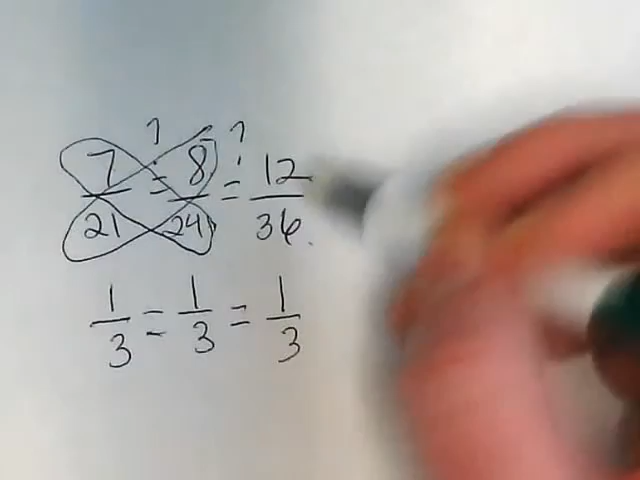 ? ?
7/21 = 8/24 = 12/36
1/3 = 1/3 = 1/3